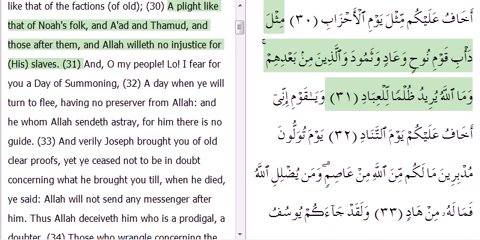 like that of the factions (of old); (30) A plight like
that of Noah's folk, and A'ad and Thamud, and
those after them, and Allah willeth no injustice for
(His) slaves. (31) And, O my people! Lo! I fear for
you a Day of Summoning, (32) A day when ye will
turn to flee, having no preserver from Allah: and
he whom Allah sendeth astray, for him there is no
guide. (33) And verily Joseph brought you of old
clear proofs, yet ye ceased not to be in doubt
concerning what he brought you till, when he died,
ye said: Allah will not send any messenger after
him. Thus Allah deceiveth him who is a prodigal, a
doubter. (34) Those who wrangle concerning the
أَخَافُ عَلَيْكُم مِّثْلَ يَوْمِ ٱلْأَحْزَابِ ﴿٣٠﴾ مِثْلَ
دَأْبِ قَوْمِ نُوحٍ وَعَادٍ وَثَمُودَ وَٱلَّذِينَ مِنۢ بَعْدِهِمْ ۚ
وَمَا ٱللَّهُ يُرِيدُ ظُلْمًا لِّلْعِبَادِ ﴿٣١﴾ وَيَـٰقَوْمِ إِنِّىٓ
أَخَافُ عَلَيْكُمْ يَوْمَ ٱلتَّنَادِ ﴿٣٢﴾ يَوْمَ تُوَلُّونَ
مُدْبِرِينَ مَا لَكُم مِّنَ ٱللَّهِ مِنْ عَاصِمٍ ۗ وَمَن يُضْلِلِ ٱللَّهُ
فَمَا لَهُۥ مِنْ هَادٍ ﴿٣٣﴾ وَلَقَدْ جَآءَكُمْ يُوسُفُ